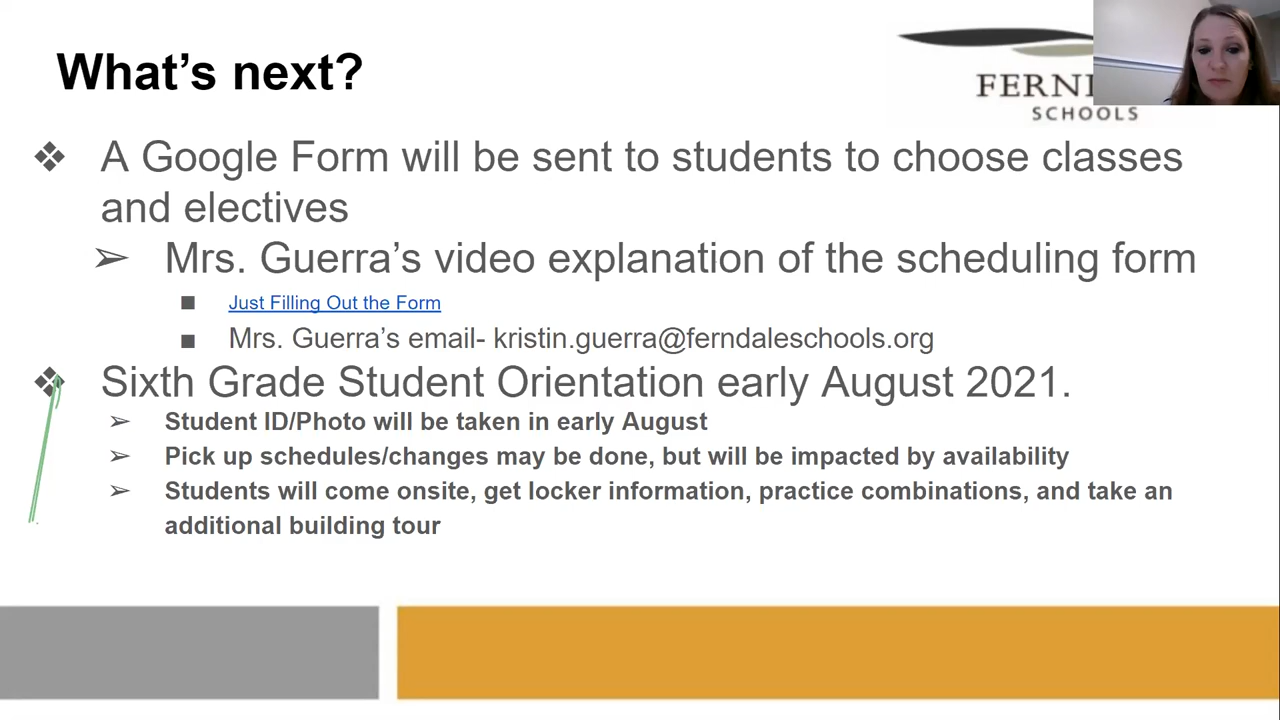 What's next?
FERN
SCHOOLS
❖ A Google Form will be sent to students to choose classes
and electives
➢ Mrs. Guerra's video explanation of the scheduling form
■ Just Filling Out the Form
■ Mrs. Guerra's email- kristin.guerra@ferndaleschools.org
❖ Sixth Grade Student Orientation early August 2021.
➢ Student ID/Photo will be taken in early August
➢ Pick up schedules/changes may be done, but will be impacted by availability
➢ Students will come onsite, get locker information, practice combinations, and take an
additional building tour